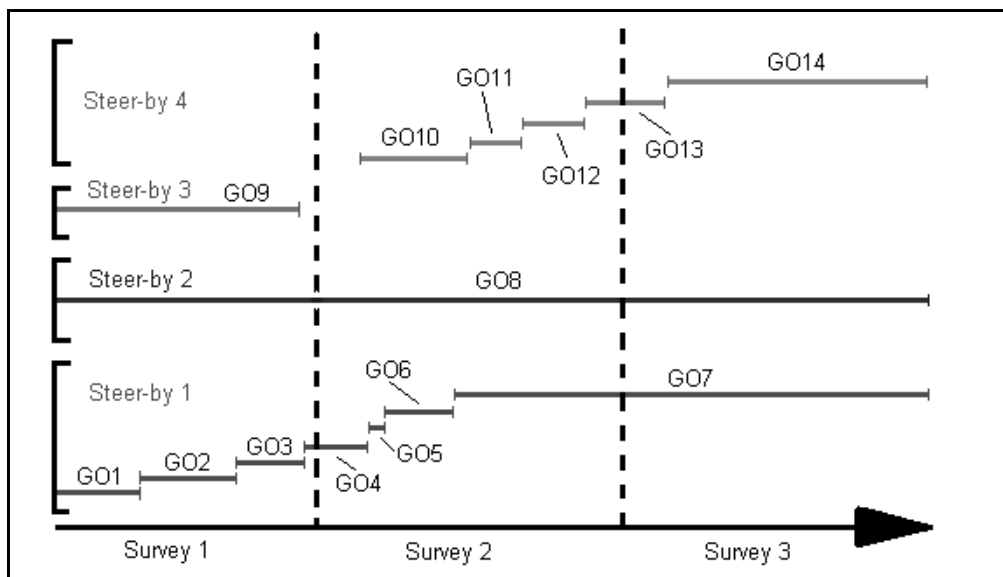 GO14
GO11
Steer-by 4
GO10
GO13
GO12
Steer-by 3
GO9
Steer-by 2
GO8
GO6
Steer-by 1
GO7
GO5
GO3
GO2
GO4
GO1
Survey 1
Survey 2
Survey 3